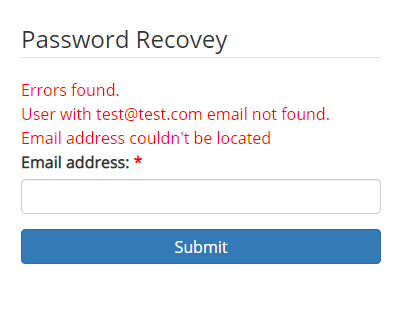 Password Recovey
Errors found.
User with test@test.com email not found.
Email address couldn't be located
Email address: *
Submit